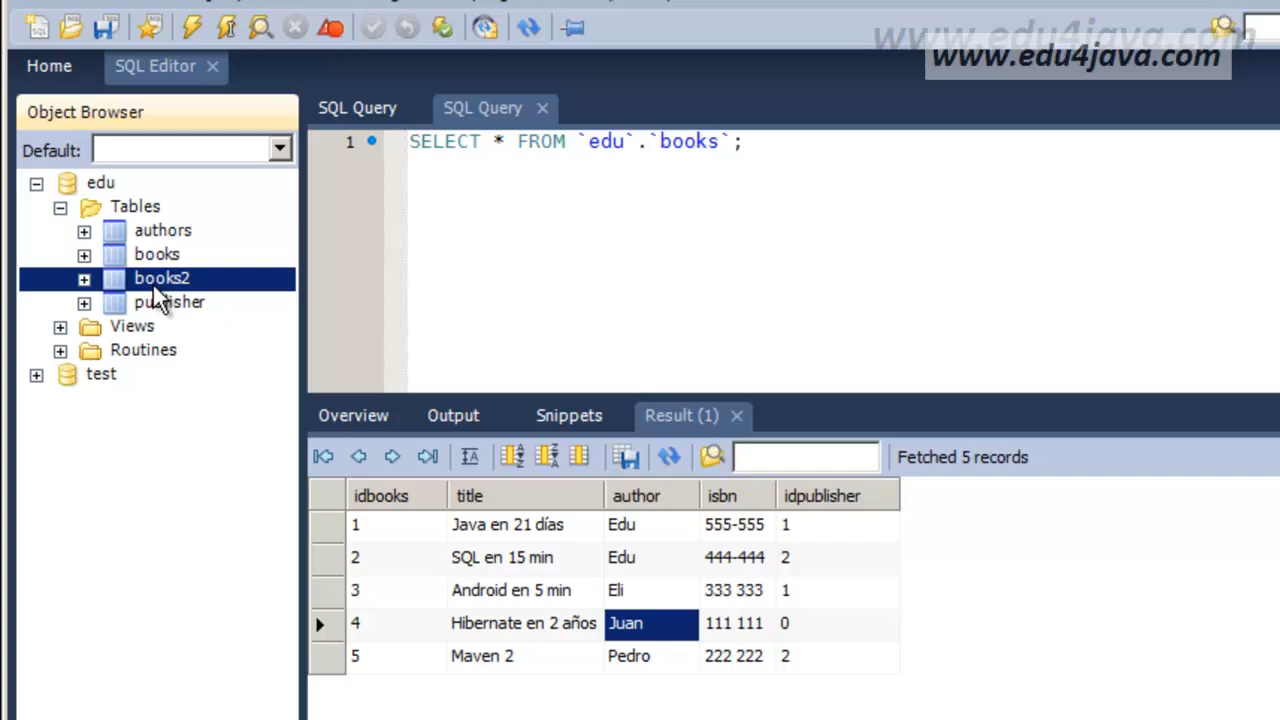 www.edu4java.com
www.edu4java.com
Home
SQL Editor
Object Browser
SQL Query
SQL Query
Default:
1
SELECT * FROM `edu`.`books`;
edu
Tables
authors
books
books2
publisher
Views
Routines
test
Overview
Output
Snippets
Result (1)
Fetched 5 records
idbooks title author isbn idpublisher
1 Java en 21 días Edu 555-555 1
2 SQL en 15 min Edu 444-444 2
3 Android en 5 min Eli 333 333 1
4 Hibernate en 2 años Juan 111 111 0
5 Maven 2 Pedro 222 222 2